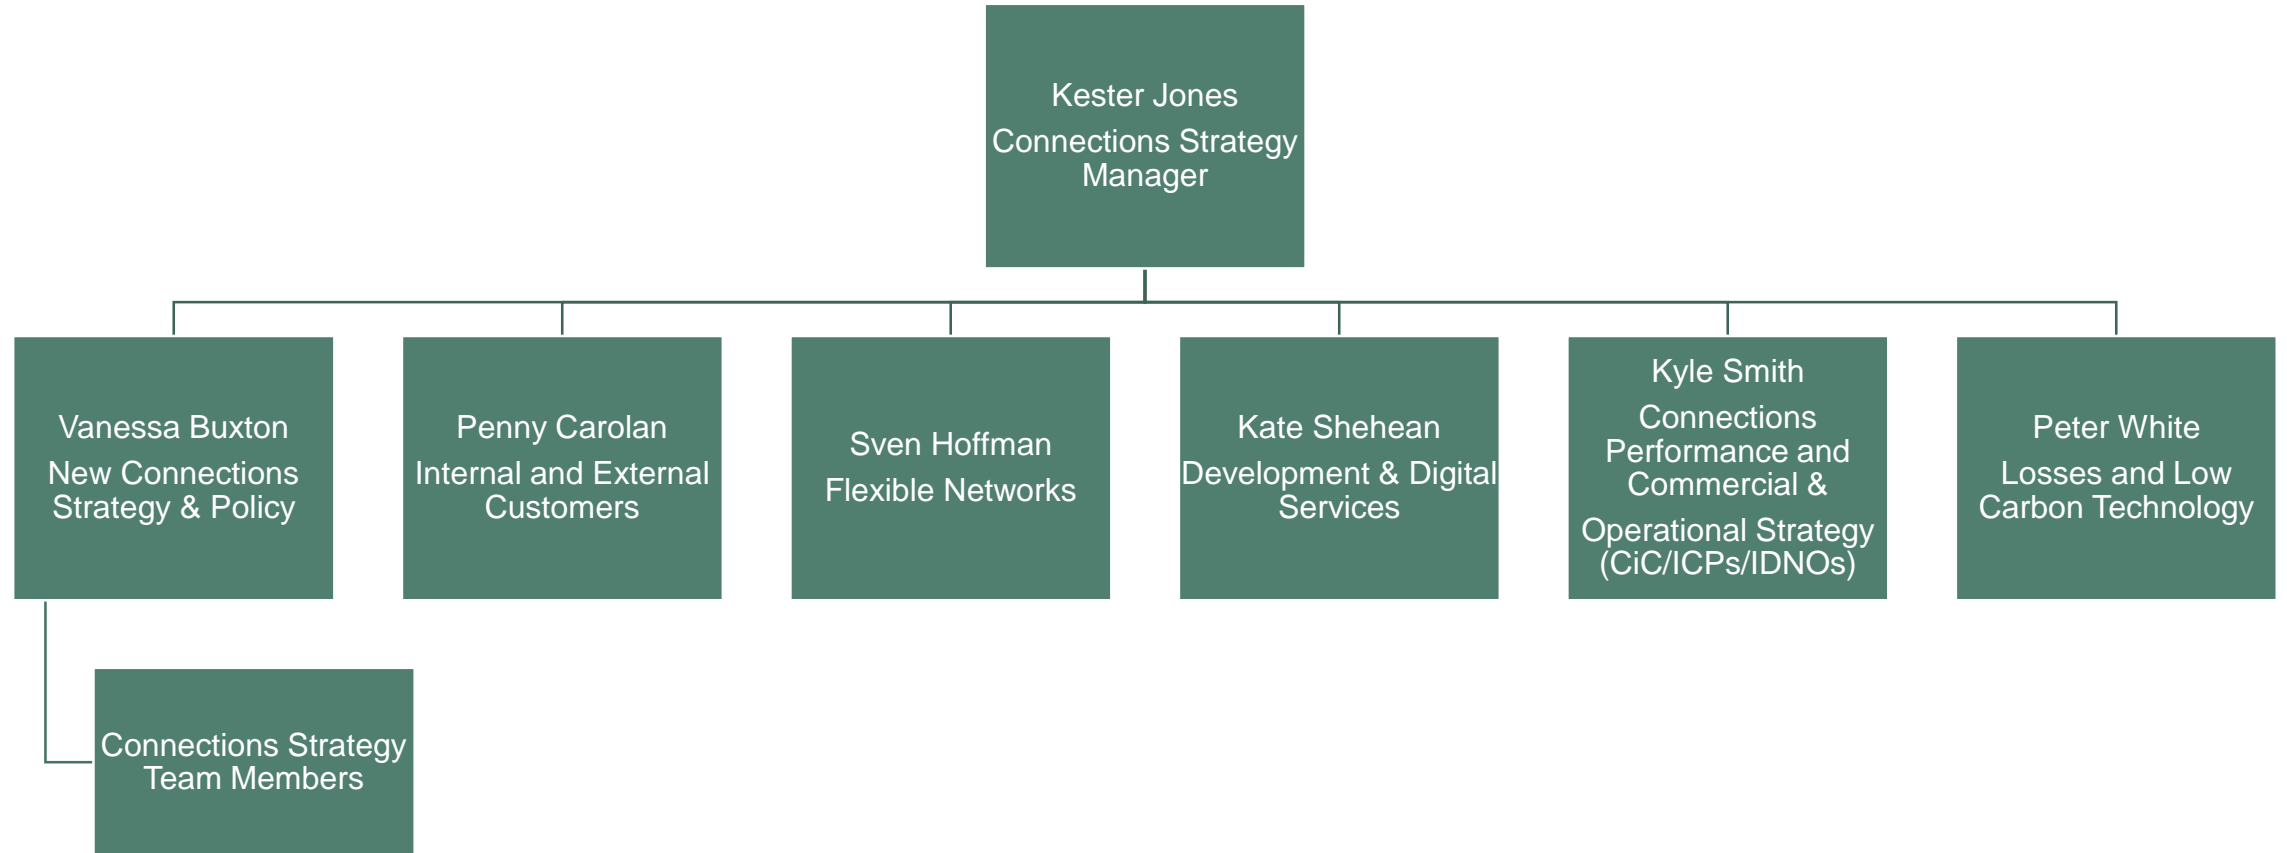 Kester Jones
Connections Strategy
Manager
Vanessa Buxton
New Connections
Strategy & Policy
Penny Carolan
Internal and External
Customers
Sven Hoffman
Flexible Networks
Kate Shehean
Development & Digital
Services
Kyle Smith
Connections
Performance and
Commercial &
Operational Strategy
(CiC/ICPs/IDNOs)
Peter White
Losses and Low
Carbon Technology
Connections Strategy
Team Members